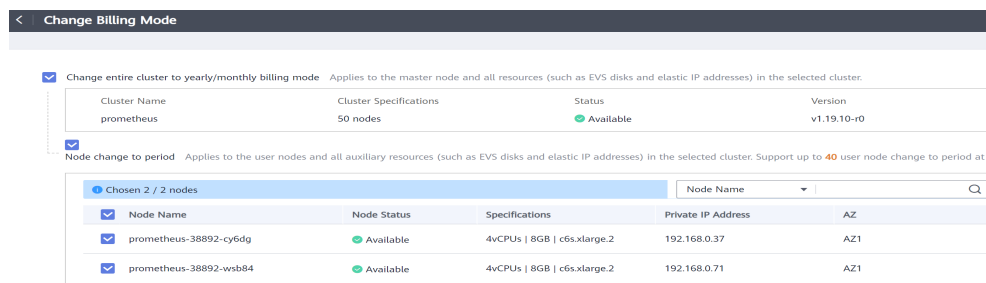 < Change Billing Mode
Change entire cluster to yearly/monthly billing mode Applies to the master node and all resources (such as EVS disks and elastic IP addresses) in the selected cluster.
Cluster Name Cluster Specifications Status Version
prometheus 50 nodes Available v1.19.10-r0
Node change to period Applies to the user nodes and all auxiliary resources (such as EVS disks and elastic IP addresses) in the selected cluster. Support up to 40 user node change to period at
Chosen 2 / 2 nodes Node Name
Node Name Node Status Specifications Private IP Address AZ
prometheus-38892-cy6dg Available 4vCPUs | 8GB | c6s.xlarge.2 192.168.0.37 AZ1
prometheus-38892-wsb84 Available 4vCPUs | 8GB | c6s.xlarge.2 192.168.0.71 AZ1